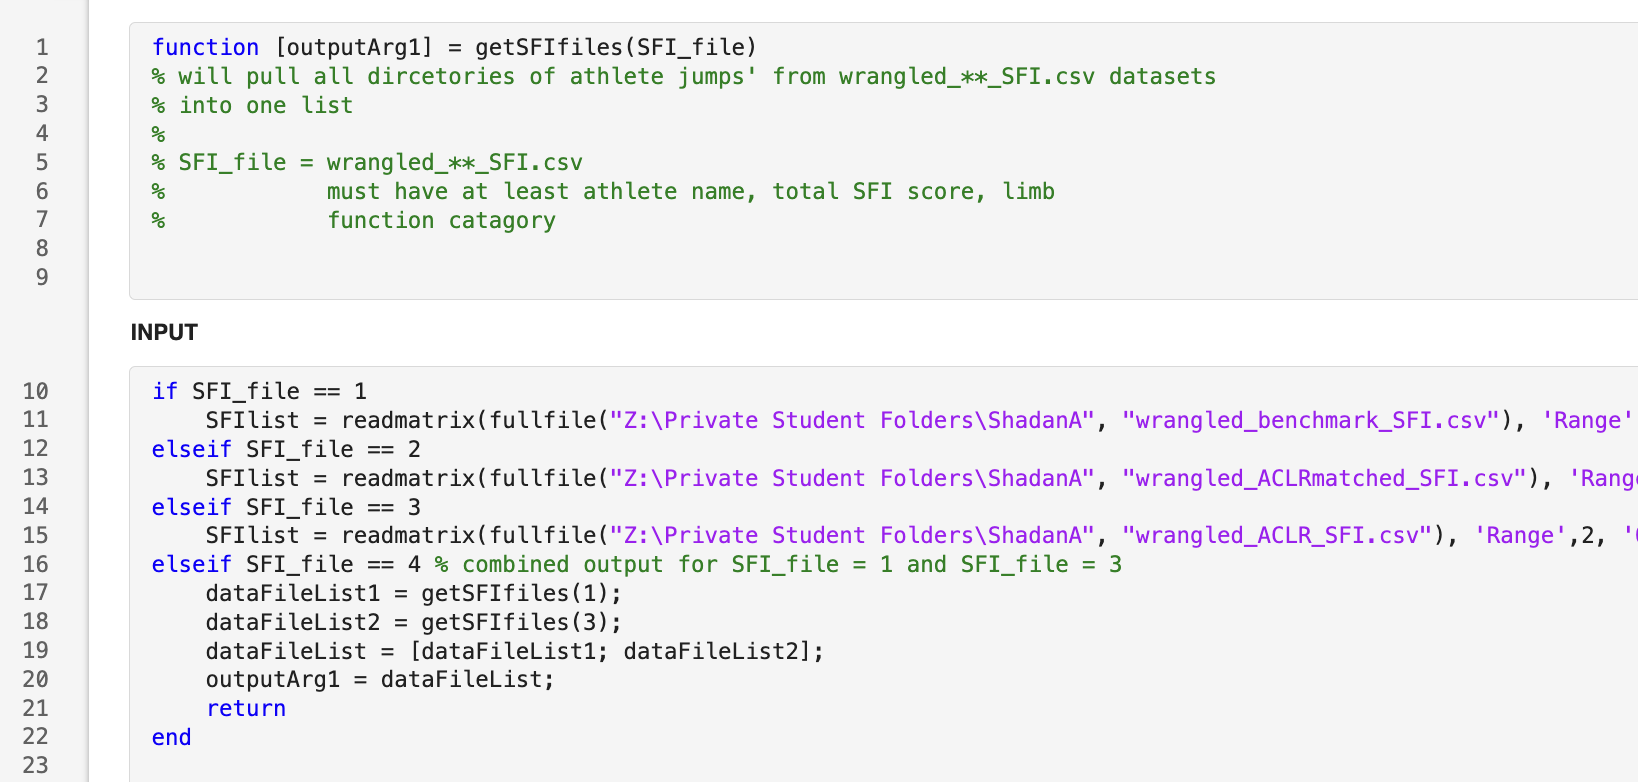 1 function [outputArg1] = getSFIfiles(SFI_file)
2 % will pull all dircetories of athlete jumps' from wrangled_**_SFI.csv datasets
3 % into one list
4 %
5 % SFI_file = wrangled_**_SFI.csv
6 %            must have at least athlete name, total SFI score, limb
7 %            function catagory
8
9
INPUT
10 if SFI_file == 1
11     SFIlist = readmatrix(fullfile("Z:\Private Student Folders\ShadanA", "wrangled_benchmark_SFI.csv"), 'Range'
12 elseif SFI_file == 2
13     SFIlist = readmatrix(fullfile("Z:\Private Student Folders\ShadanA", "wrangled_ACLRmatched_SFI.csv"), 'Rang
14 elseif SFI_file == 3
15     SFIlist = readmatrix(fullfile("Z:\Private Student Folders\ShadanA", "wrangled_ACLR_SFI.csv"), 'Range',2, '
16 elseif SFI_file == 4 % combined output for SFI_file = 1 and SFI_file = 3
17     dataFileList1 = getSFIfiles(1);
18     dataFileList2 = getSFIfiles(3);
19     dataFileList = [dataFileList1; dataFileList2];
20     outputArg1 = dataFileList;
21     return
22 end
23